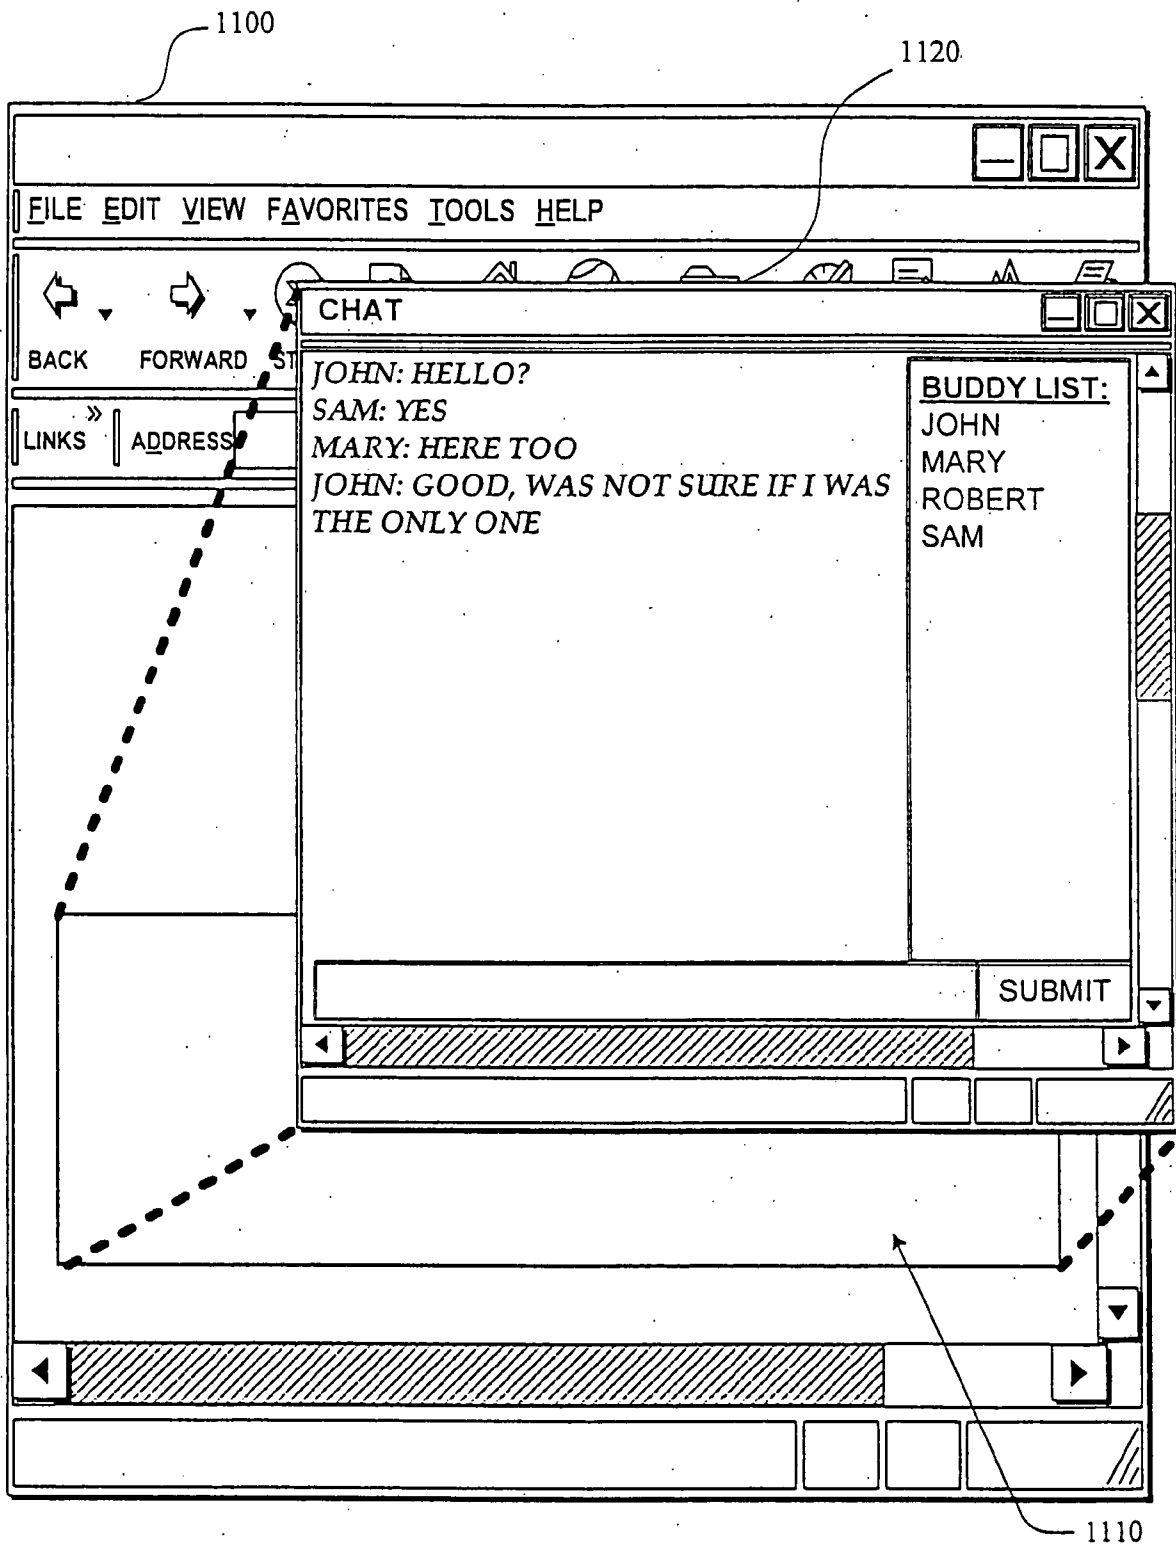 1100
1120
FILE EDIT VIEW FAVORITES TOOLS HELP
CHAT
BACK FORWARD ST
LINKS » ADDRESS
JOHN: HELLO?
SAM: YES
MARY: HERE TOO
JOHN: GOOD, WAS NOT SURE IF I WAS
THE ONLY ONE
BUDDY LIST:
JOHN
MARY
ROBERT
SAM
SUBMIT
1110